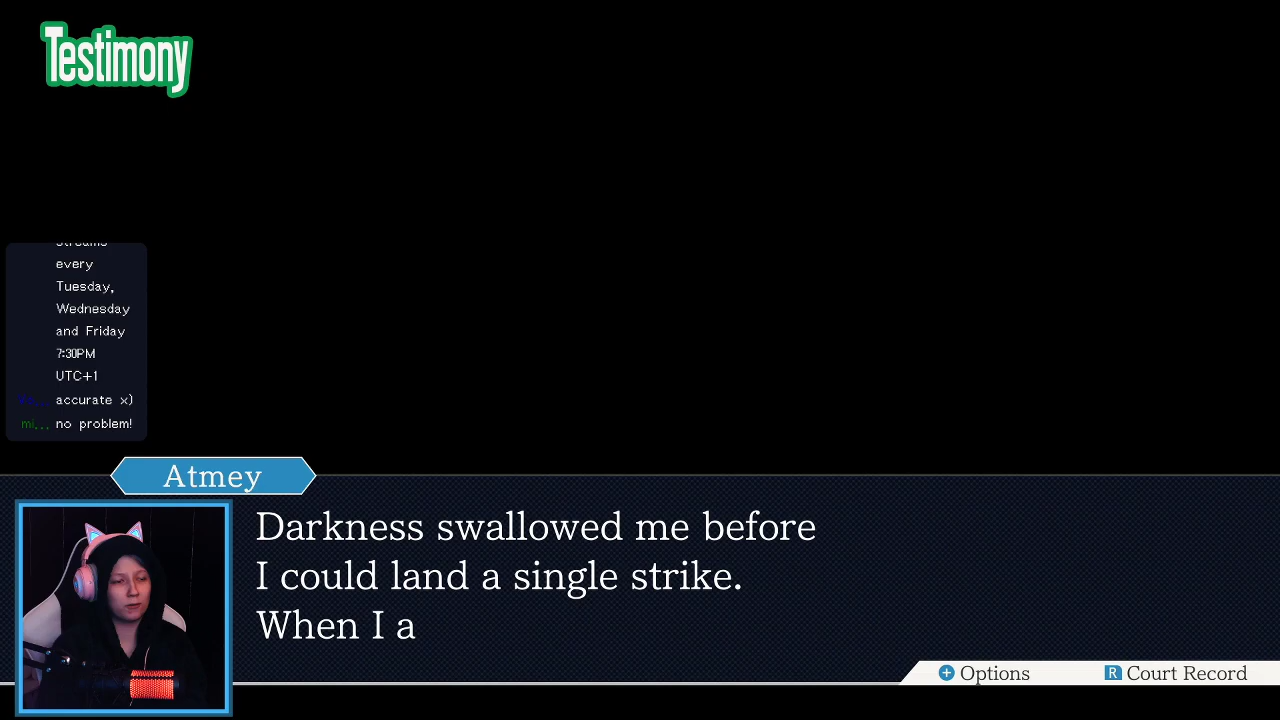 Testimony
every
Tuesday,
Wednesday
and Friday
7:30PM
UTC+1
accurate x)
mi... no problem!
Atmey
Darkness swallowed me before
I could land a single strike.
When I a
+ Options
R Court Record